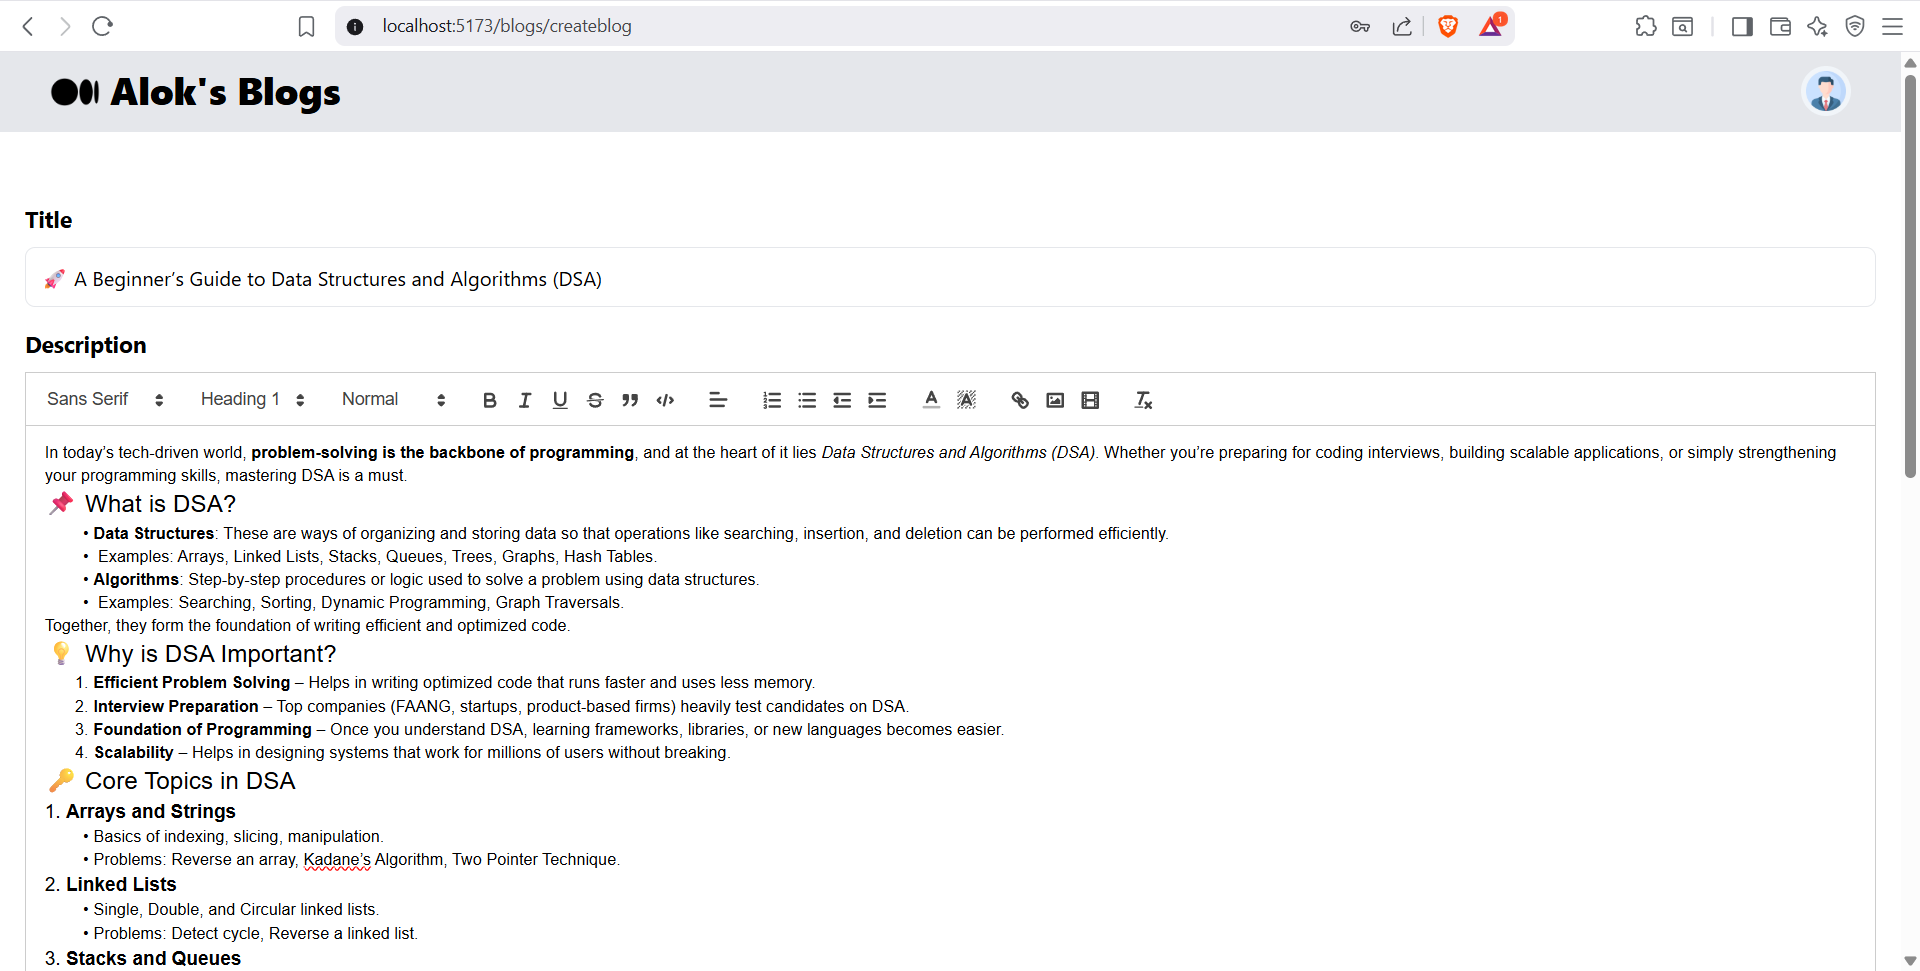 localhost:5173/blogs/createblog
1
Alok's Blogs
Title
🚀 A Beginner’s Guide to Data Structures and Algorithms (DSA)
Description
Sans Serif Heading 1 Normal
In today’s tech-driven world, problem-solving is the backbone of programming, and at the heart of it lies Data Structures and Algorithms (DSA). Whether you’re preparing for coding interviews, building scalable applications, or simply strengthening
your programming skills, mastering DSA is a must.
📌 What is DSA?
• Data Structures: These are ways of organizing and storing data so that operations like searching, insertion, and deletion can be performed efficiently.
• Examples: Arrays, Linked Lists, Stacks, Queues, Trees, Graphs, Hash Tables.
• Algorithms: Step-by-step procedures or logic used to solve a problem using data structures.
• Examples: Searching, Sorting, Dynamic Programming, Graph Traversals.
Together, they form the foundation of writing efficient and optimized code.
💡 Why is DSA Important?
1. Efficient Problem Solving – Helps in writing optimized code that runs faster and uses less memory.
2. Interview Preparation – Top companies (FAANG, startups, product-based firms) heavily test candidates on DSA.
3. Foundation of Programming – Once you understand DSA, learning frameworks, libraries, or new languages becomes easier.
4. Scalability – Helps in designing systems that work for millions of users without breaking.
🔑 Core Topics in DSA
1. Arrays and Strings
• Basics of indexing, slicing, manipulation.
• Problems: Reverse an array, Kadane’s Algorithm, Two Pointer Technique.
2. Linked Lists
• Single, Double, and Circular linked lists.
• Problems: Detect cycle, Reverse a linked list.
3. Stacks and Queues